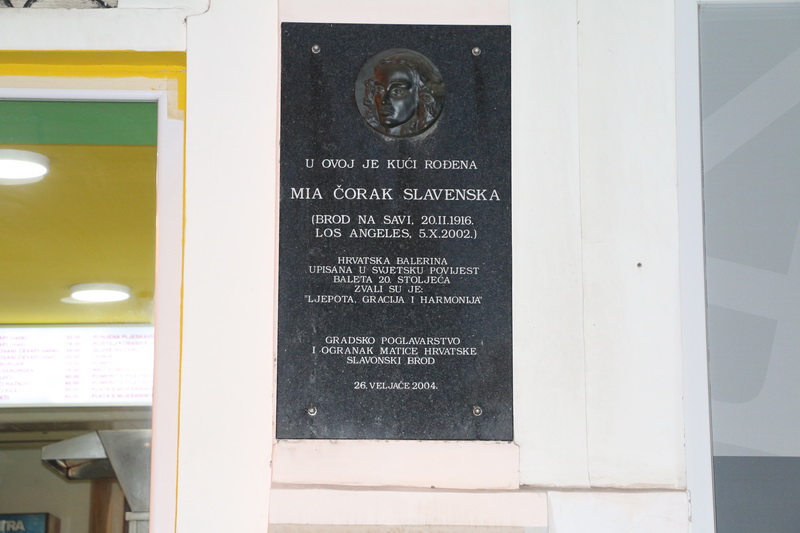 U OVOJ JE KUĆI ROĐENA
MIA ČORAK SLAVENSKA
(BROD NA SAVI, 20.II.1916.
LOS ANGELES, 5.X.2002.)
HRVATSKA BALERINA
UPISANA U SVJETSKU POVIJEST
BALETA 20. STOLJEĆA
ZVALI SU JE:
"LJEPOTA, GRACIJA I HARMONIJA"
GRADSKO POGLAVARSTVO
I OGRANAK MATICE HRVATSKE
SLAVONSKI BROD
26. VELJAČE 2004.